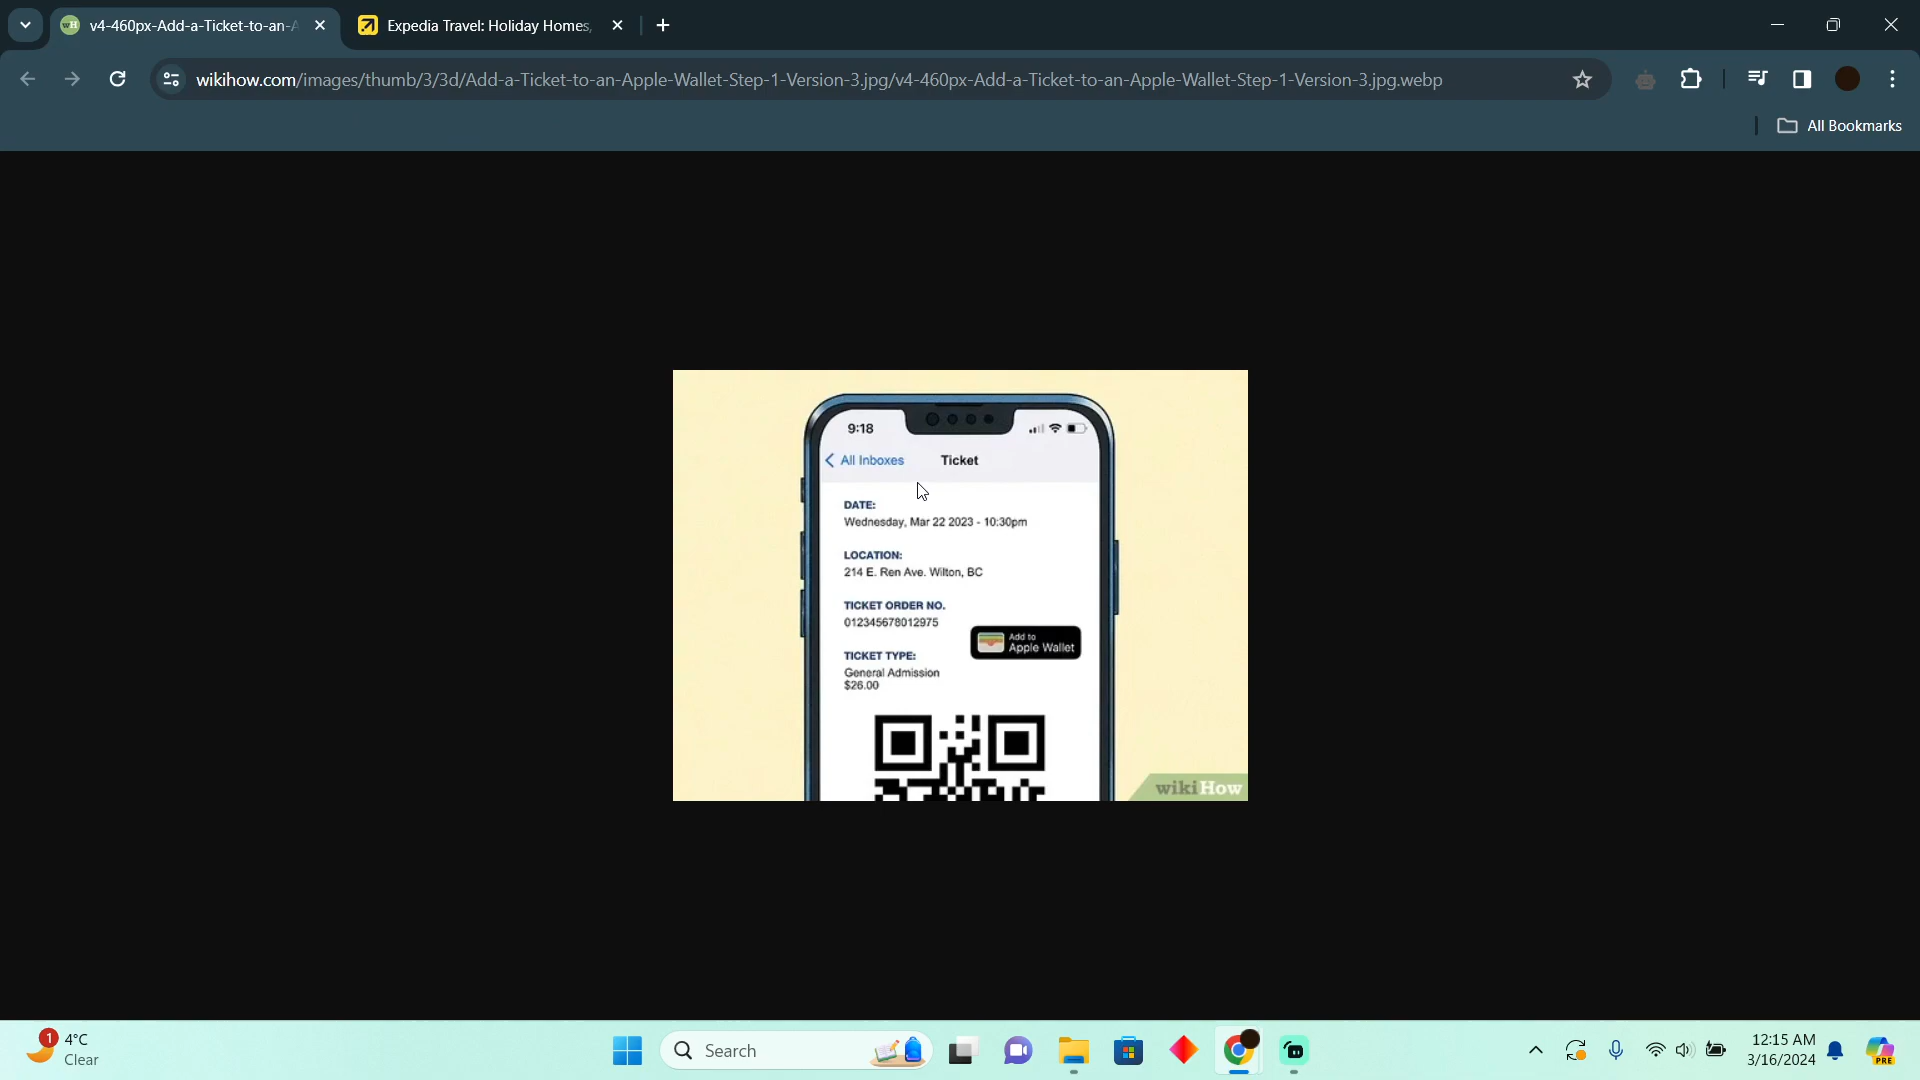 v4-460px-Add-a-Ticket-to-an-A
Expedia Travel: Holiday Homes,
wikihow.com/images/thumb/3/3d/Add-a-Ticket-to-an-Apple-Wallet-Step-1-Version-3.jpg/v4-460px-Add-a-Ticket-to-an-Apple-Wallet-Step-1-Version-3.jpg.webp
All Bookmarks
9:18
All Inboxes
Ticket
DATE:
Wednesday, Mar 22 2023 - 10:30pm
LOCATION:
214 E. Ren Ave. Wilton, BC
TICKET ORDER NO.
012345678012975
Add to
Apple Wallet
TICKET TYPE:
General Admission
$26.00
wikiHow
1
4°C
Clear
Search
12:15 AM
3/16/2024
PRE